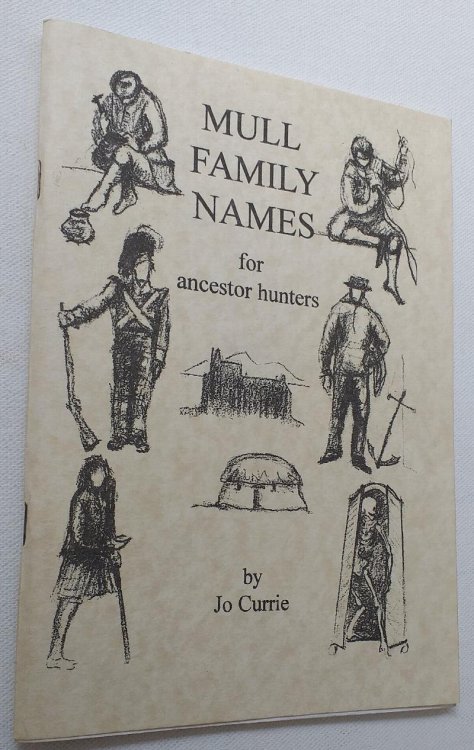 MULL
FAMILY
NAMES
for
ancestor hunters
by
Jo Currie